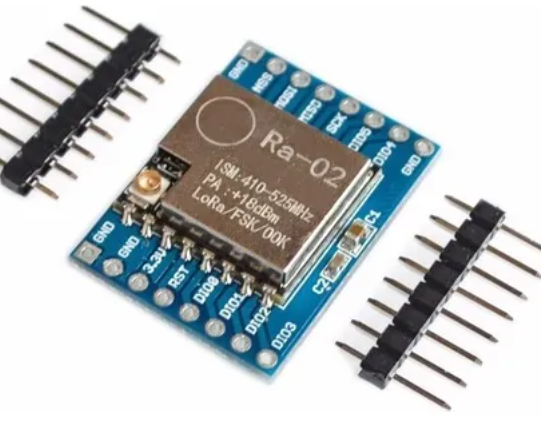 GND
NSS
MOSI
MISO
SCK
DIO5
DIO4
GND
Ra-02
ISM:410-525MHz
PA :+18dBm
LoRa/FSK/OOK
C1
C2
GND
GND
3.3V
RST
DIO0
DIO1
DIO2
DIO3